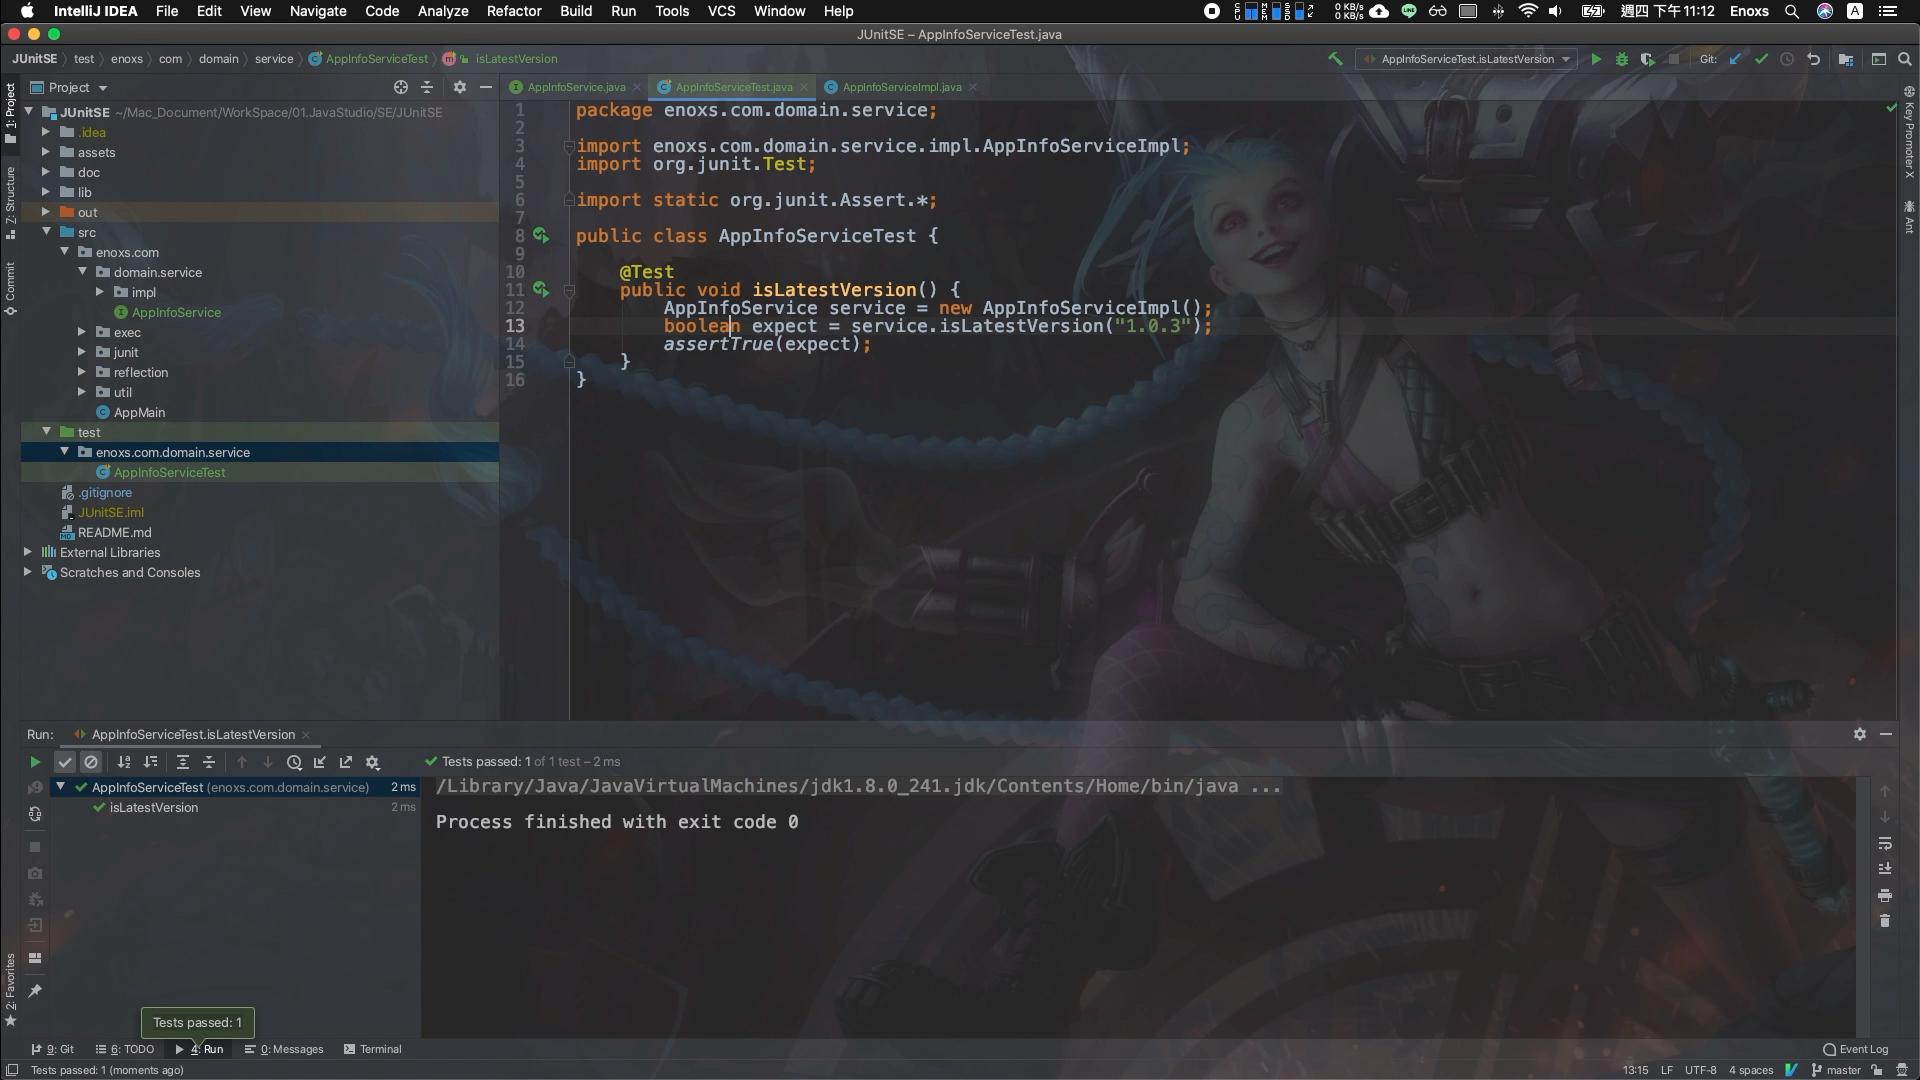 IntelliJ IDEA File Edit View Navigate Code Analyze Refactor Build Run Tools VCS Window Help
0 KB/s
0 KB/s
週四 下午11:12 Enoxs
JUnitSE – AppInfoServiceTest.java
JUnitSE test enoxs com domain service AppInfoServiceTest isLatestVersion
AppInfoServiceTest.isLatestVersion Git:
Project
AppInfoService.java AppInfoServiceTest.java AppInfoServiceImpl.java
1: Project
Z: Structure
Commit
2: Favorites
Key Promoter X
Ant
JUnitSE ~/Mac_Document/WorkSpace/01.JavaStudio/SE/JUnitSE
.idea
assets
doc
lib
out
src
enoxs.com
domain.service
impl
AppInfoService
exec
junit
reflection
util
AppMain
test
enoxs.com.domain.service
AppInfoServiceTest
.gitignore
JUnitSE.iml
README.md
External Libraries
Scratches and Consoles
1 package enoxs.com.domain.service;
2
3 import enoxs.com.domain.service.impl.AppInfoServiceImpl;
4 import org.junit.Test;
5
6 import static org.junit.Assert.*;
7
8 public class AppInfoServiceTest {
9
10 @Test
11 public void isLatestVersion() {
12 AppInfoService service = new AppInfoServiceImpl();
13 boolean expect = service.isLatestVersion("1.0.3");
14 assertTrue(expect);
15 }
16 }
Run: AppInfoServiceTest.isLatestVersion
Tests passed: 1 of 1 test – 2 ms
AppInfoServiceTest (enoxs.com.domain.service) 2 ms
isLatestVersion 2 ms
/Library/Java/JavaVirtualMachines/jdk1.8.0_241.jdk/Contents/Home/bin/java ...
Process finished with exit code 0
Tests passed: 1
9: Git 6: TODO 4: Run 0: Messages Terminal Event Log
Tests passed: 1 (moments ago) 13:15 LF UTF-8 4 spaces master